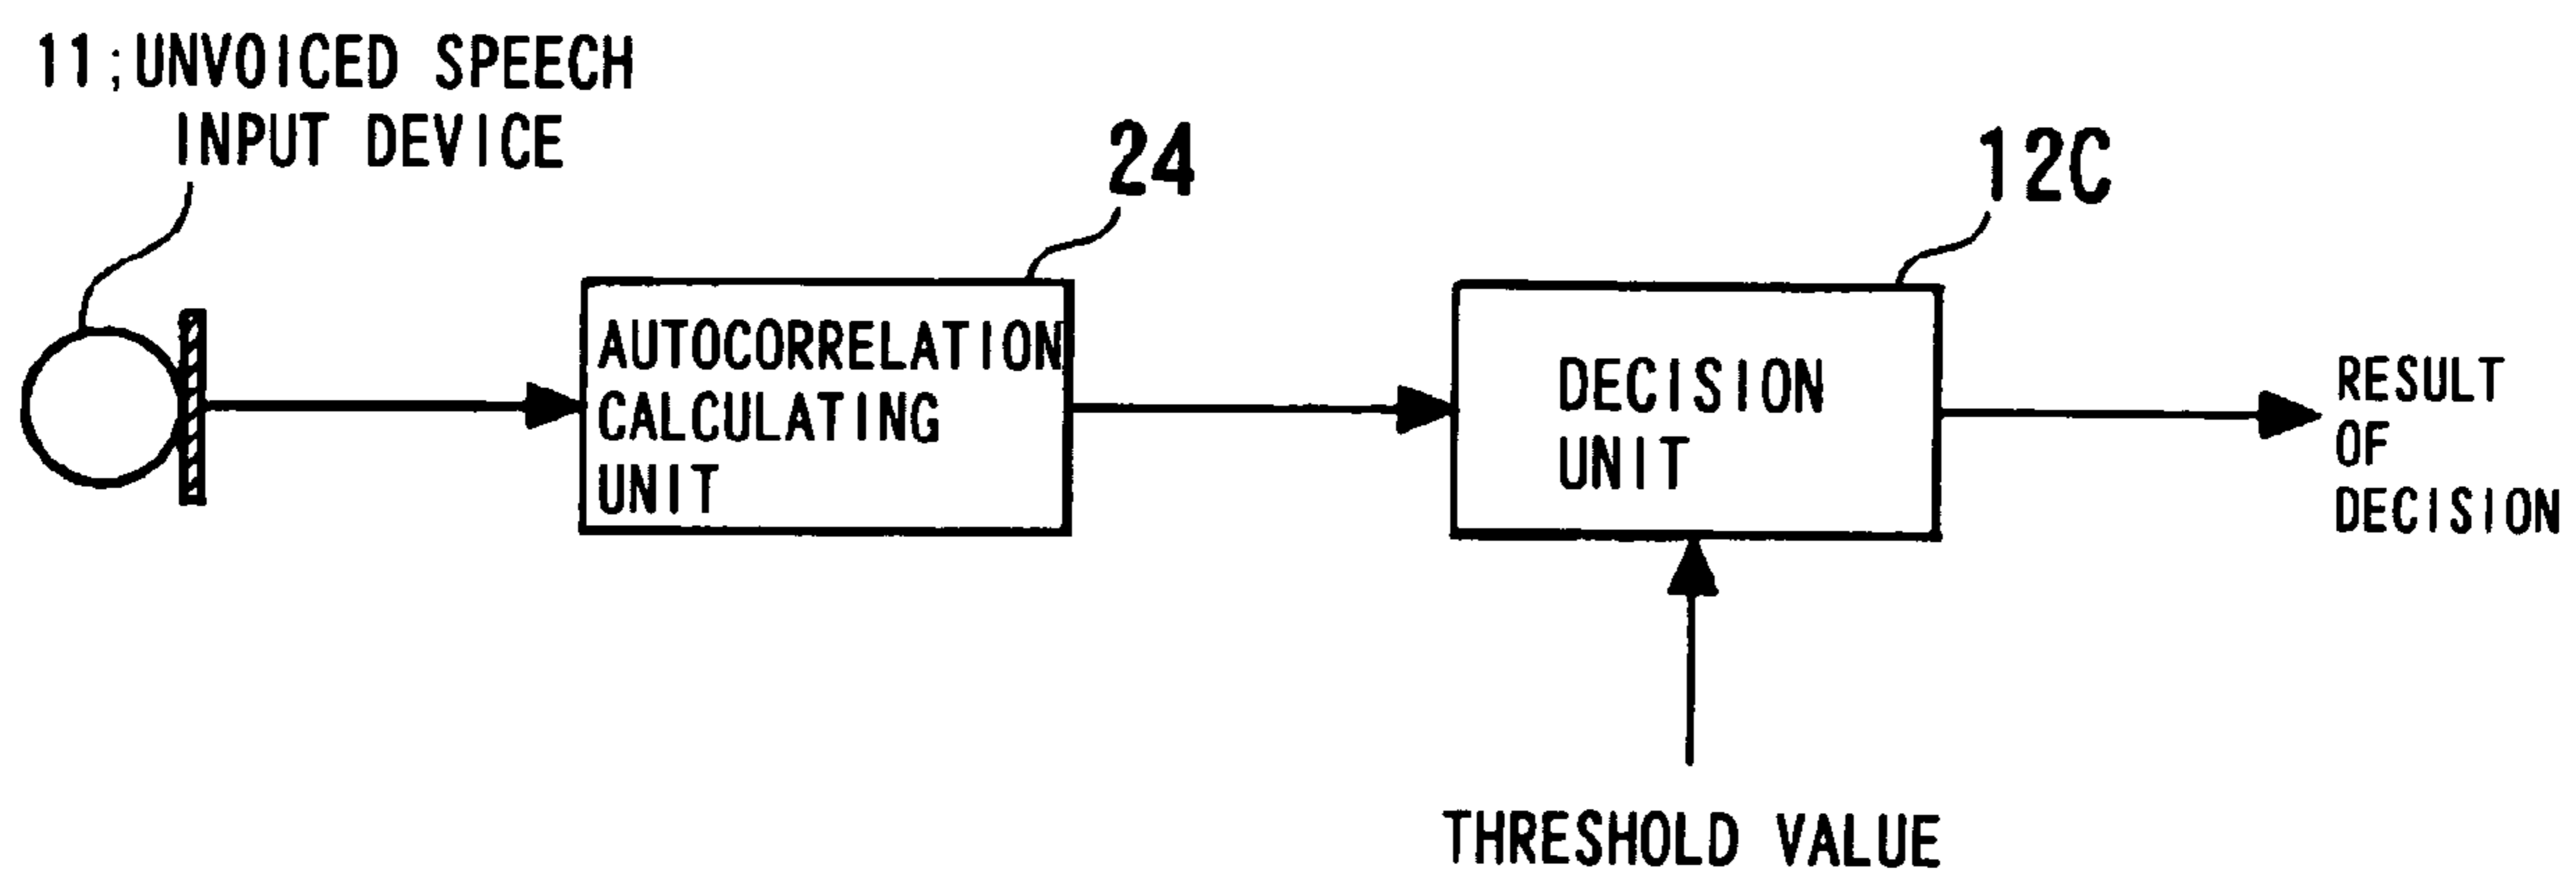 11;UNVOICED SPEECH
INPUT DEVICE
24
12C
AUTOCORRELATION
CALCULATING
UNIT
DECISION
UNIT
RESULT
OF
DECISION
THRESHOLD VALUE